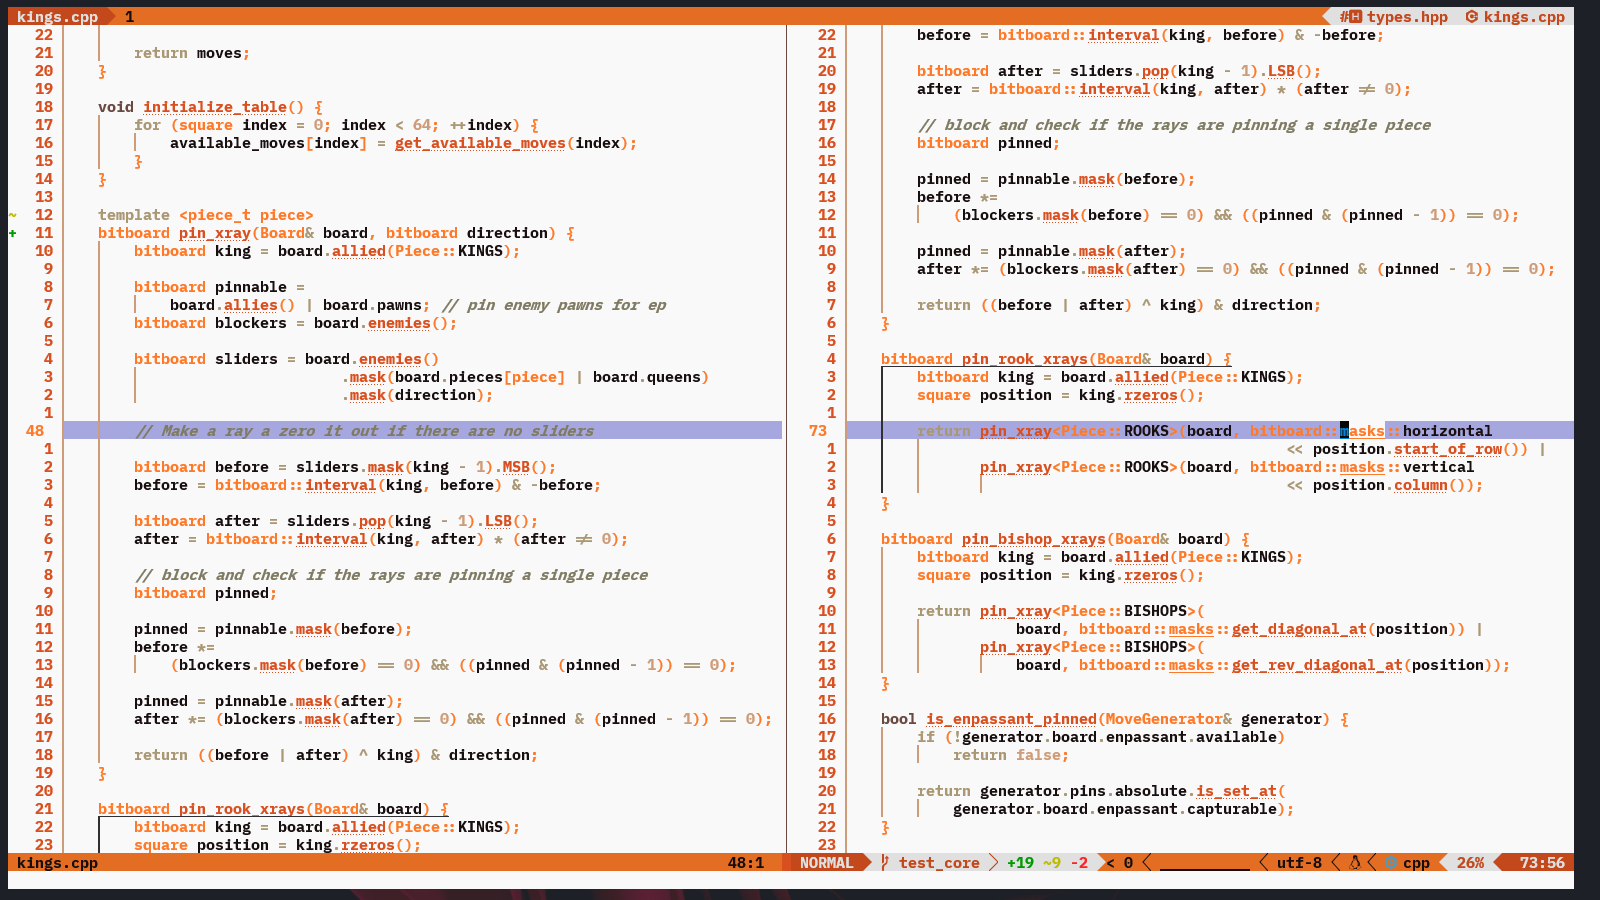 kings.cpp 1 # types.hpp kings.cpp
22
21 return moves;
20 }
19
18 void initialize_table() {
17 for (square index = 0; index < 64; ++index) {
16 available_moves[index] = get_available_moves(index);
15 }
14 }
13
~ 12 template <piece_t piece>
+ 11 bitboard pin_xray(Board& board, bitboard direction) {
10 bitboard king = board.allied(Piece::KINGS);
9
8 bitboard pinnable =
7 board.allies() | board.pawns; // pin enemy pawns for ep
6 bitboard blockers = board.enemies();
5
4 bitboard sliders = board.enemies()
3 .mask(board.pieces[piece] | board.queens)
2 .mask(direction);
1
48 // Make a ray a zero it out if there are no sliders
1
2 bitboard before = sliders.mask(king - 1).MSB();
3 before = bitboard::interval(king, before) & -before;
4
5 bitboard after = sliders.pop(king - 1).LSB();
6 after = bitboard::interval(king, after) * (after != 0);
7
8 // block and check if the rays are pinning a single piece
9 bitboard pinned;
10
11 pinned = pinnable.mask(before);
12 before *=
13 (blockers.mask(before) == 0) && ((pinned & (pinned - 1)) == 0);
14
15 pinned = pinnable.mask(after);
16 after *= (blockers.mask(after) == 0) && ((pinned & (pinned - 1)) == 0);
17
18 return ((before | after) ^ king) & direction;
19 }
20
21 bitboard pin_rook_xrays(Board& board) {
22 bitboard king = board.allied(Piece::KINGS);
23 square position = king.rzeros();
22 before = bitboard::interval(king, before) & -before;
21
20 bitboard after = sliders.pop(king - 1).LSB();
19 after = bitboard::interval(king, after) * (after != 0);
18
17 // block and check if the rays are pinning a single piece
16 bitboard pinned;
15
14 pinned = pinnable.mask(before);
13 before *=
12 (blockers.mask(before) == 0) && ((pinned & (pinned - 1)) == 0);
11
10 pinned = pinnable.mask(after);
9 after *= (blockers.mask(after) == 0) && ((pinned & (pinned - 1)) == 0);
8
7 return ((before | after) ^ king) & direction;
6 }
5
4 bitboard pin_rook_xrays(Board& board) {
3 bitboard king = board.allied(Piece::KINGS);
2 square position = king.rzeros();
1
73 return pin_xray<Piece::ROOKS>(board, bitboard::masks::horizontal
1 << position.start_of_row()) |
2 pin_xray<Piece::ROOKS>(board, bitboard::masks::vertical
3 << position.column());
4 }
5
6 bitboard pin_bishop_xrays(Board& board) {
7 bitboard king = board.allied(Piece::KINGS);
8 square position = king.rzeros();
9
10 return pin_xray<Piece::BISHOPS>(
11 board, bitboard::masks::get_diagonal_at(position)) |
12 pin_xray<Piece::BISHOPS>(
13 board, bitboard::masks::get_rev_diagonal_at(position));
14 }
15
16 bool is_enpassant_pinned(MoveGenerator& generator) {
17 if (!generator.board.enpassant.available)
18 return false;
19
20 return generator.pins.absolute.is_set_at(
21 generator.board.enpassant.capturable);
22 }
23
kings.cpp 48:1 NORMAL test_core +19 ~9 -2 < 0 utf-8 cpp 26% 73:56